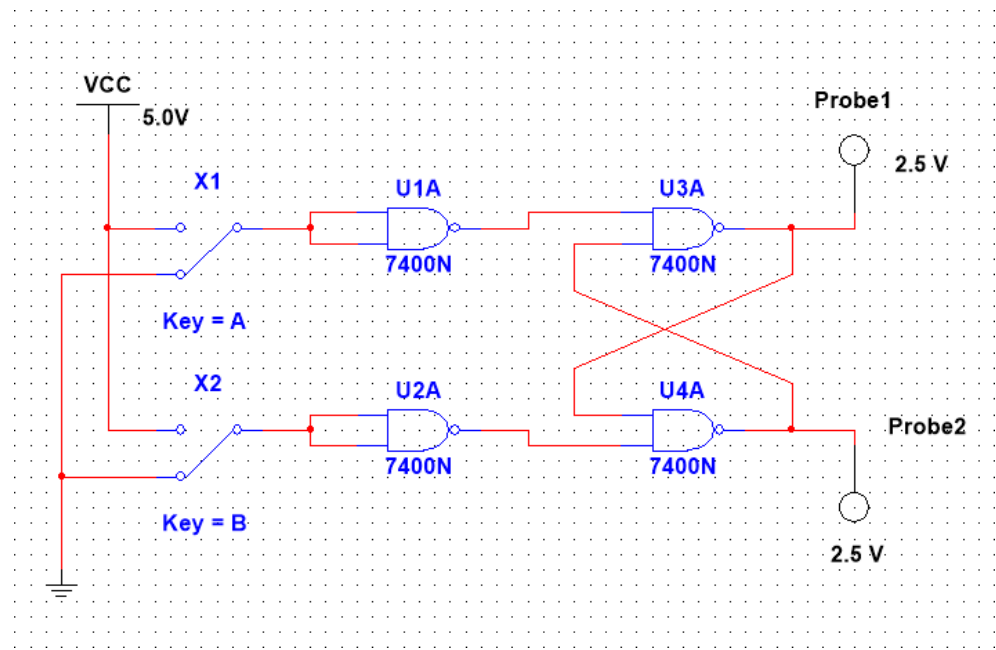 VCC
5.0V
Probe1
2.5 V
X1
U1A
U3A
7400N
7400N
Key = A
X2
U2A
U4A
Probe2
7400N
7400N
Key = B
2.5 V